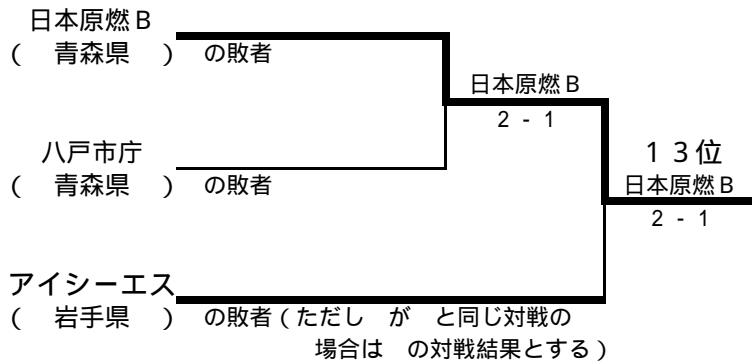 日本原燃Ｂ
(　青森県　)　の敗者
日本原燃Ｂ
2 - 1
八戸市庁
(　青森県　)　の敗者
１３位
日本原燃Ｂ
2 - 1
アイシーエス
(　岩手県　)　の敗者(ただし　が　と同じ対戦の
場合は　の対戦結果とする)